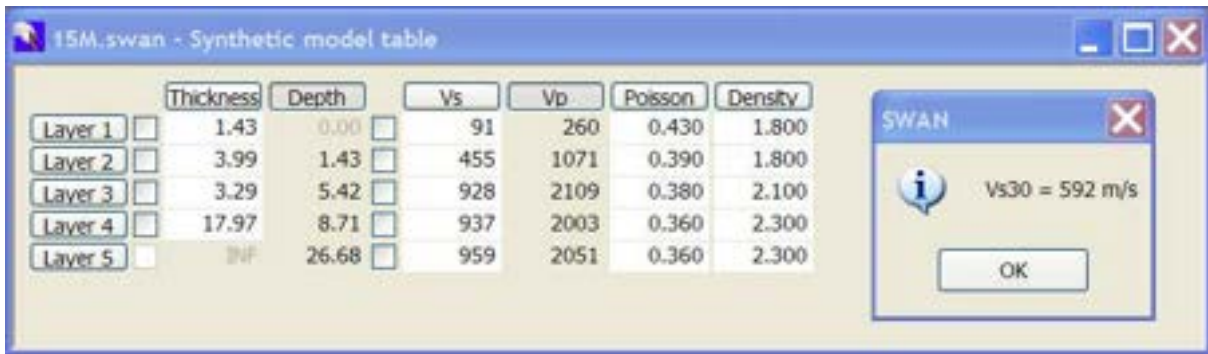 15M.swan - Synthetic model table
Thickness Depth Vs Vp Poisson Density
Layer 1 1.43 0.00 91 260 0.430 1.800
Layer 2 3.99 1.43 455 1071 0.390 1.800
Layer 3 3.29 5.42 928 2109 0.380 2.100
Layer 4 17.97 8.71 937 2003 0.360 2.300
Layer 5 INF 26.68 959 2051 0.360 2.300
SWAN
Vs30 = 592 m/s
OK